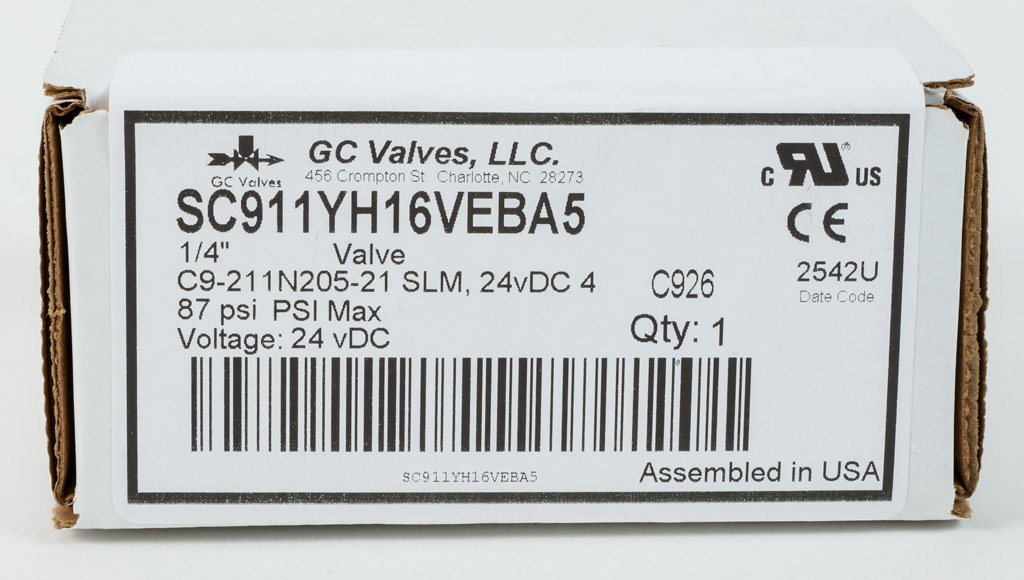 GC Valves
GC Valves, LLC.
456 Crompton St Charlotte, NC 28273
SC911YH16VEBA5
1/4" Valve
C9-211N205-21 SLM, 24vDC 4
87 psi PSI Max
Voltage: 24 vDC
C926
Qty: 1
C RU ® US
CE
2542U
Date Code
SC911YH16VEBA5
Assembled in USA